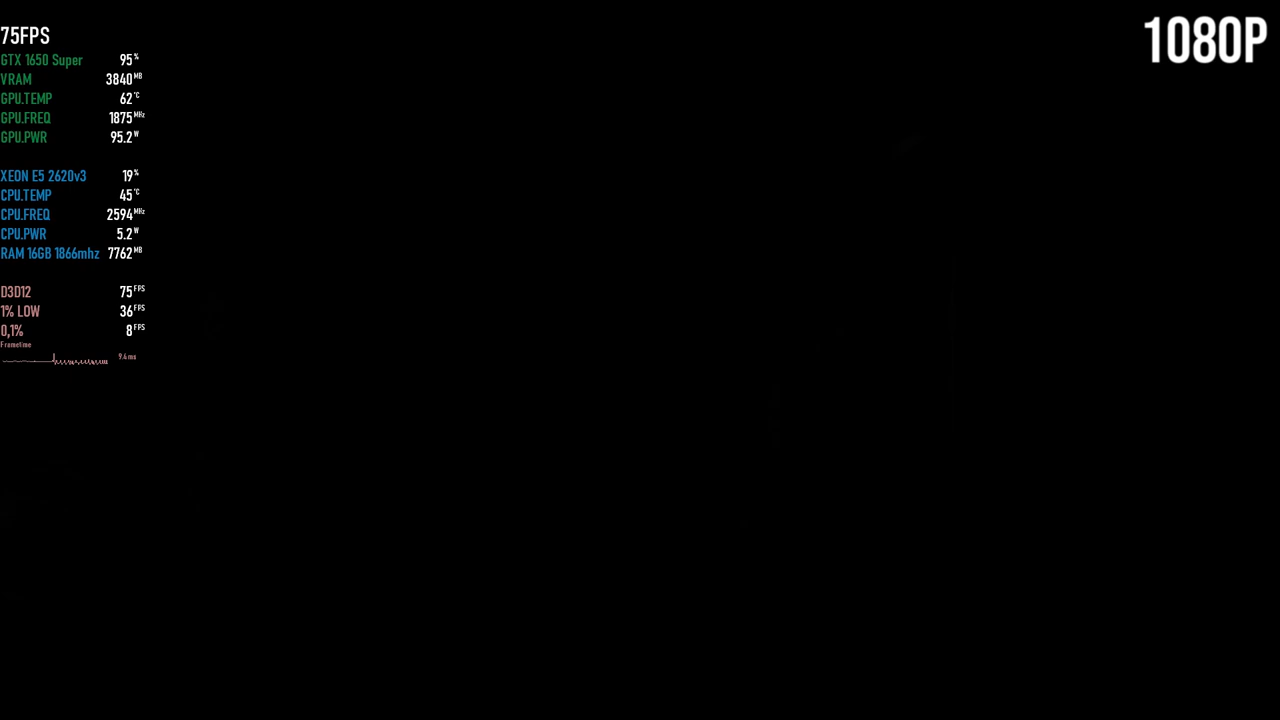 1080P
75FPS
GTX 1650 Super 95%
VRAM 3840MB
GPU.TEMP 62°C
GPU.FREQ 1875MHz
GPU.PWR 95.2W
XEON E5 2620v3 19%
CPU.TEMP 45°C
CPU.FREQ 2594MHz
CPU.PWR 5.2W
RAM 16GB 1866mhz 7762MB
D3D12 75FPS
1% LOW 36FPS
0,1% 8FPS
Frametime
9.4 ms